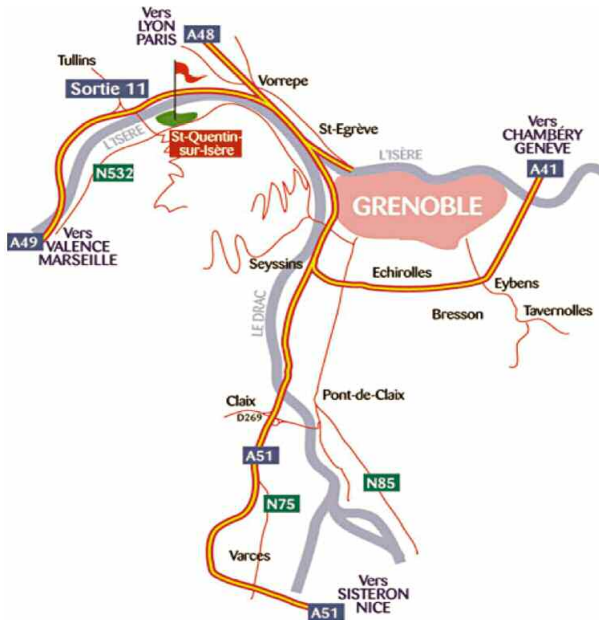 Vers
LYON
PARIS
A48
Tullins
Vorrepe
Sortie 11
St-Egrève
Vers
CHAMBÉRY
GENÈVE
L'ISÈRE
St-Quentin-
sur-Isère
L'ISÈRE
A41
N532
GRENOBLE
A49
Vers
VALENCE
MARSEILLE
Seyssins
Echirolles
Eybens
Bresson
Tavernolles
LE DRAC
Claix
Pont-de-Claix
D269
A51
N85
N75
Varces
Vers
SISTERON
NICE
A51